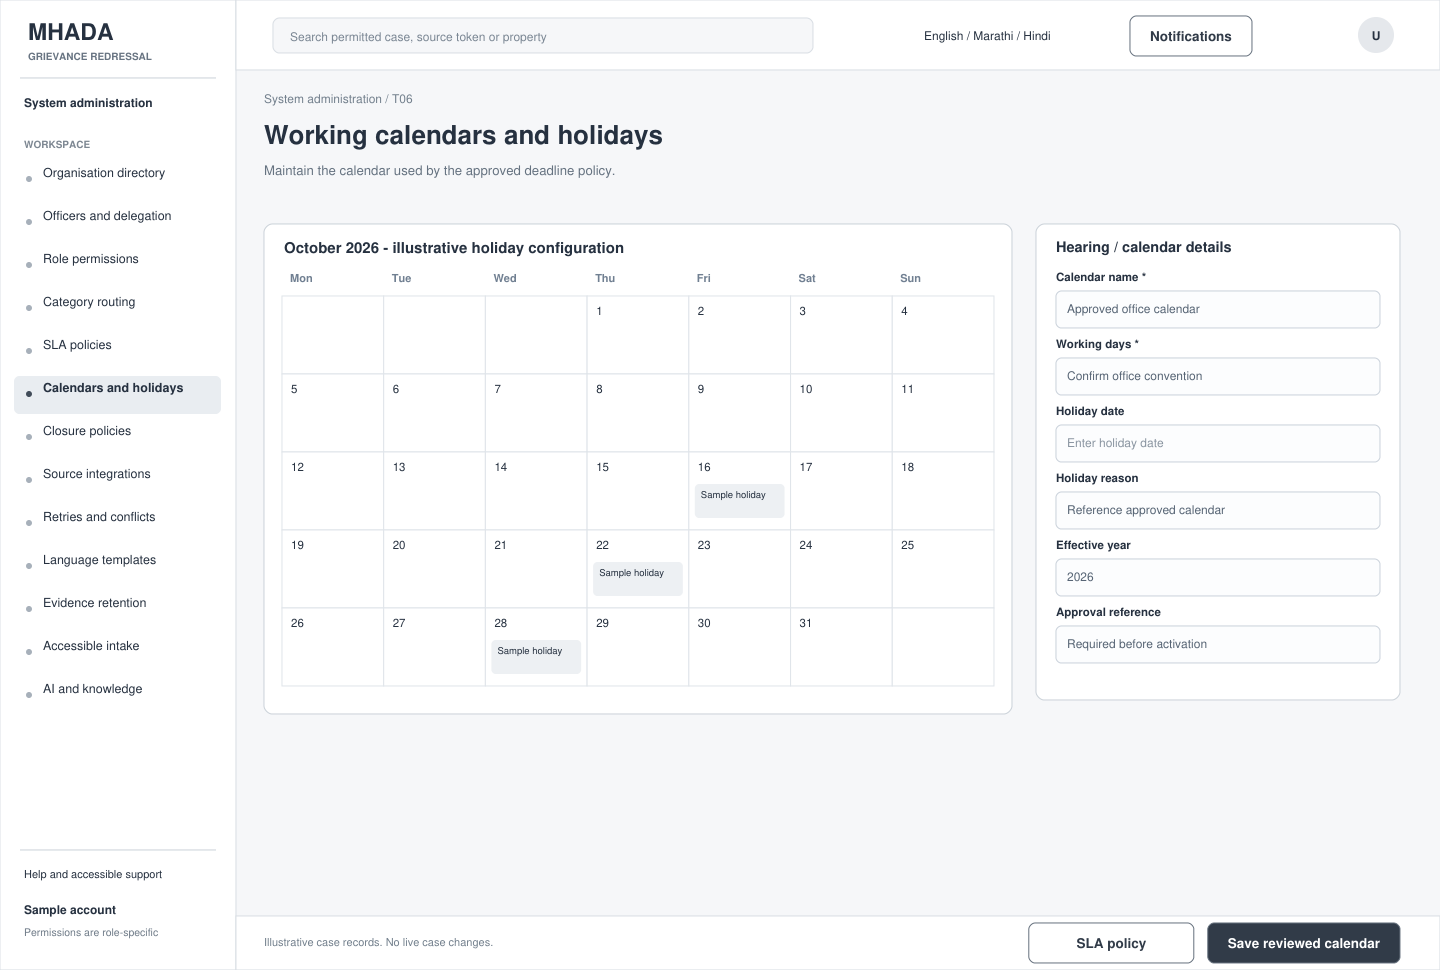 MHADA
GRIEVANCE REDRESSAL
System administration
WORKSPACE
Organisation directory
Officers and delegation
Role permissions
Category routing
SLA policies
Calendars and holidays
Closure policies
Source integrations
Retries and conflicts
Language templates
Evidence retention
Accessible intake
AI and knowledge
Help and accessible support
Sample account
Permissions are role-specific
Search permitted case, source token or property
English / Marathi / Hindi
Notifications
U
System administration / T06
Working calendars and holidays
Maintain the calendar used by the approved deadline policy.
October 2026 - illustrative holiday configuration
Mon Tue Wed Thu Fri Sat Sun
1 2 3 4
5 6 7 8 9 10 11
12 13 14 15 16 17 18
Sample holiday
19 20 21 22 23 24 25
Sample holiday
26 27 28 29 30 31
Sample holiday
Hearing / calendar details
Calendar name *
Approved office calendar
Working days *
Confirm office convention
Holiday date
Enter holiday date
Holiday reason
Reference approved calendar
Effective year
2026
Approval reference
Required before activation
Illustrative case records. No live case changes.
SLA policy
Save reviewed calendar